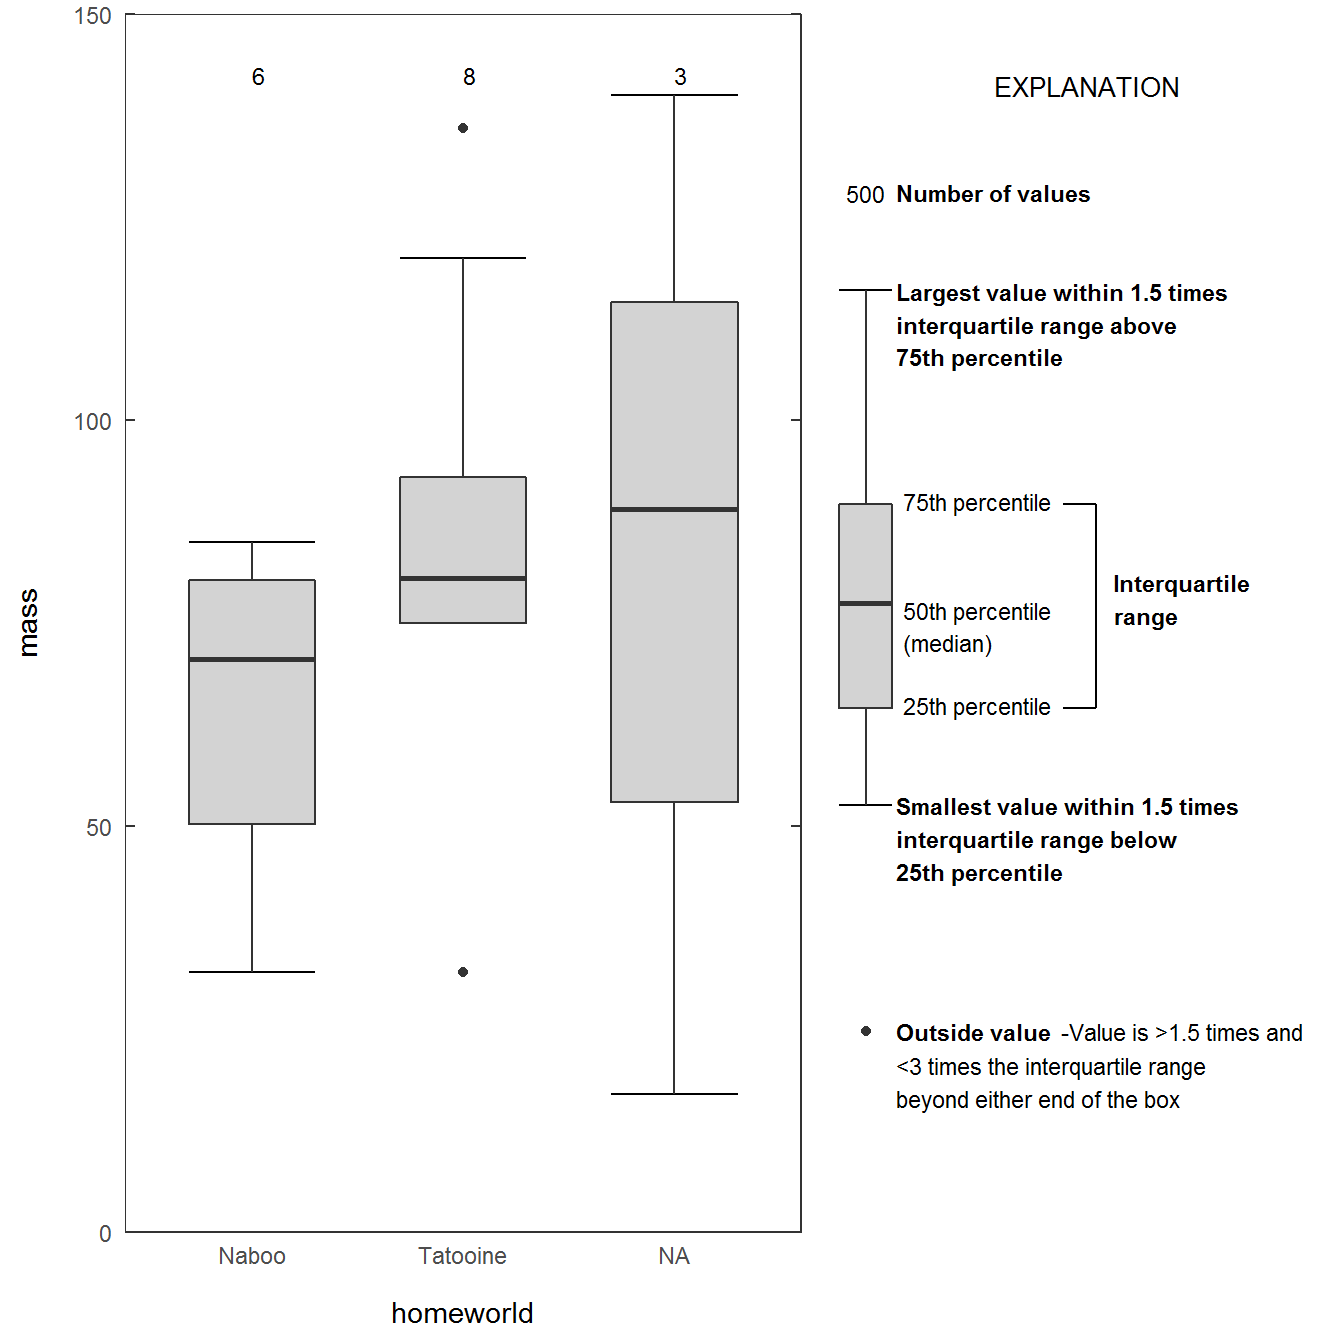 150
100
50
0
mass
6
8
3
Naboo
Tatooine
NA
homeworld
EXPLANATION
500 Number of values
Largest value within 1.5 times
interquartile range above
75th percentile
75th percentile
50th percentile
(median)
25th percentile
Interquartile
range
Smallest value within 1.5 times
interquartile range below
25th percentile
Outside value -Value is >1.5 times and
<3 times the interquartile range
beyond either end of the box